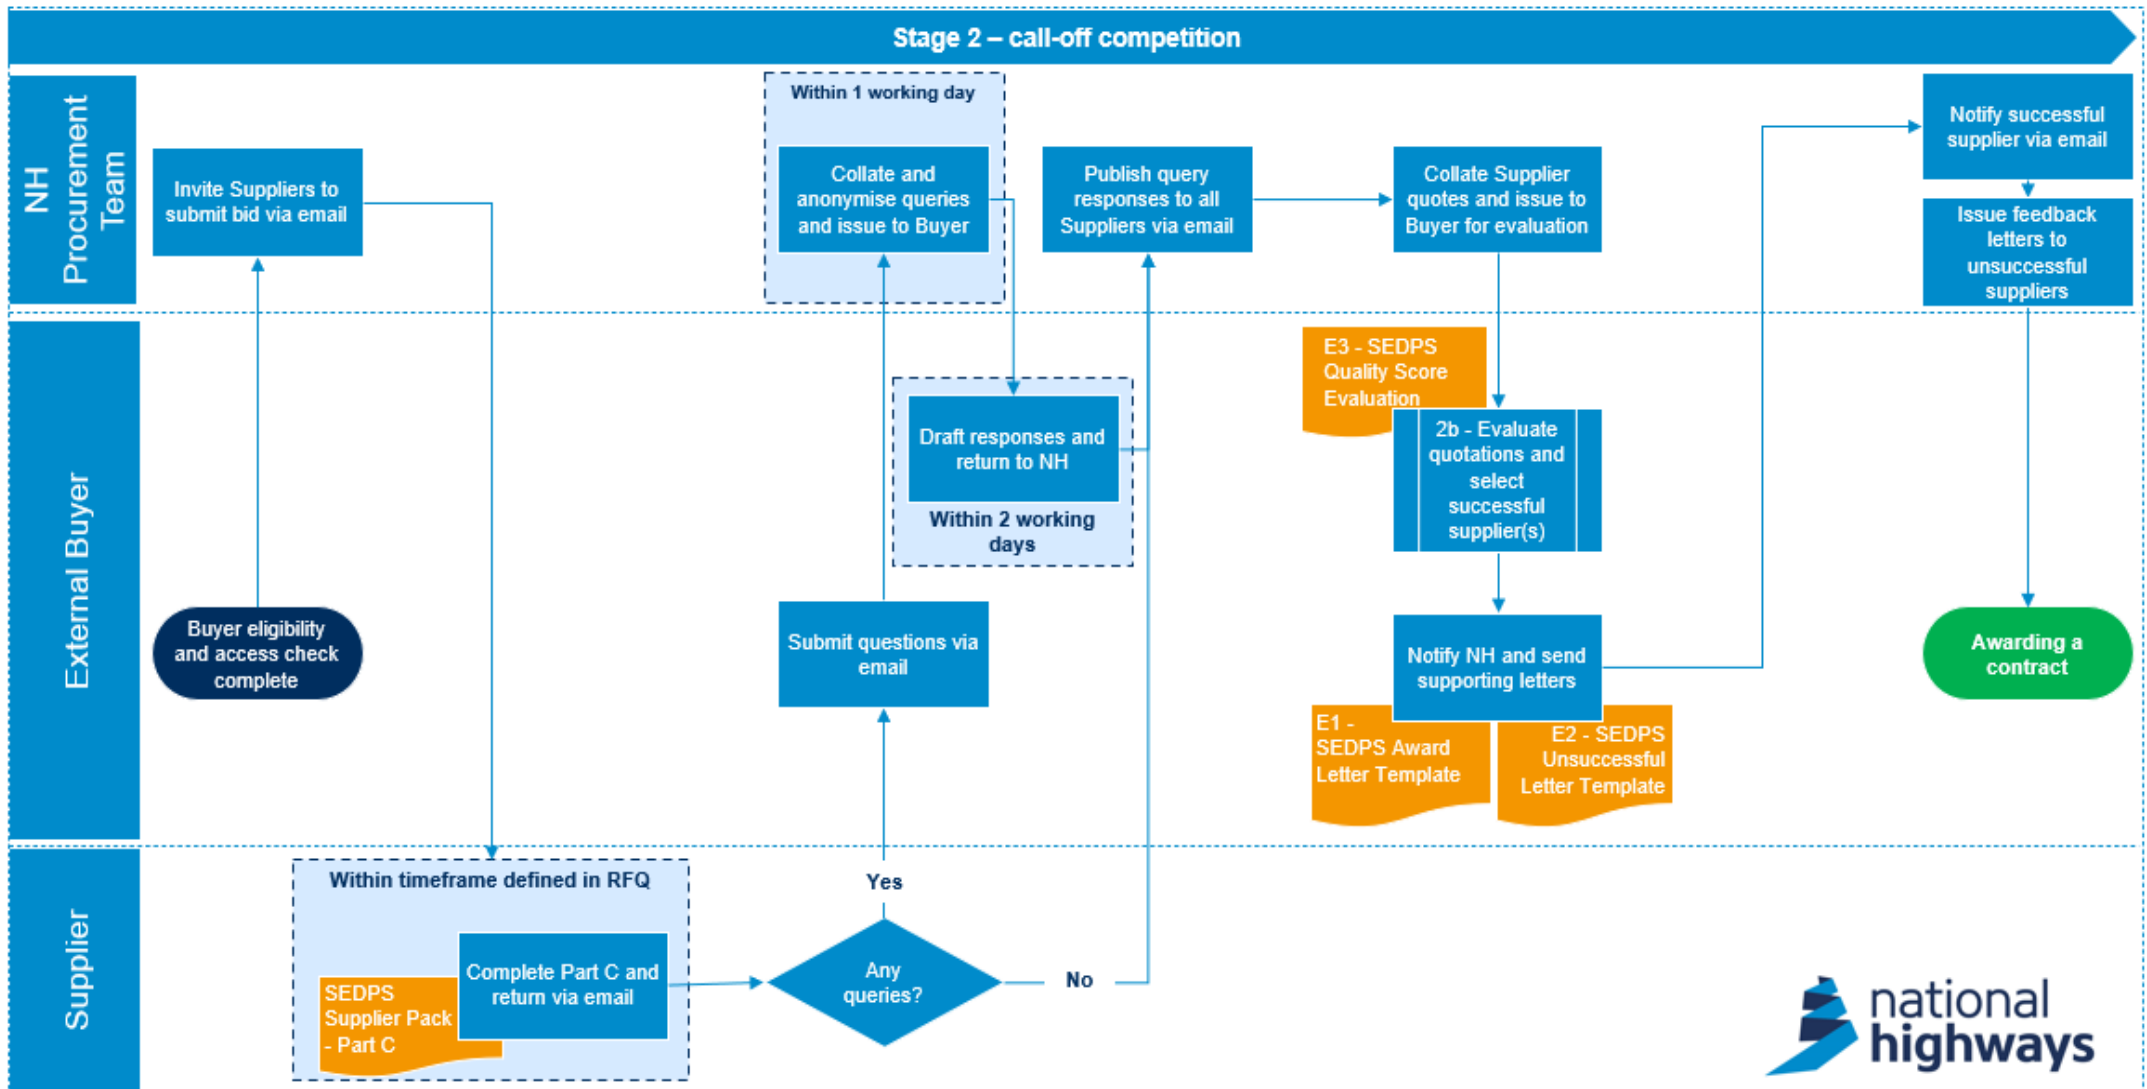 Stage 2 – call-off competition
NH
Procurement
Team
Invite Suppliers to
submit bid via email
Within 1 working day
Collate and
anonymise queries
and issue to Buyer
Publish query
responses to all
Suppliers via email
Collate Supplier
quotes and issue to
Buyer for evaluation
Notify successful
supplier via email
Issue feedback
letters to
unsuccessful
suppliers
External Buyer
Buyer eligibility
and access check
complete
Submit questions via
email
Draft responses and
return to NH
Within 2 working
days
E3 - SEDPS
Quality Score
Evaluation
2b - Evaluate
quotations and
select
successful
supplier(s)
Notify NH and send
supporting letters
E1 -
SEDPS Award
Letter Template
E2 - SEDPS
Unsuccessful
Letter Template
Awarding a
contract
Supplier
Within timeframe defined in RFQ
SEDPS
Supplier Pack
- Part C
Complete Part C and
return via email
Any
queries?
Yes
No
national
highways